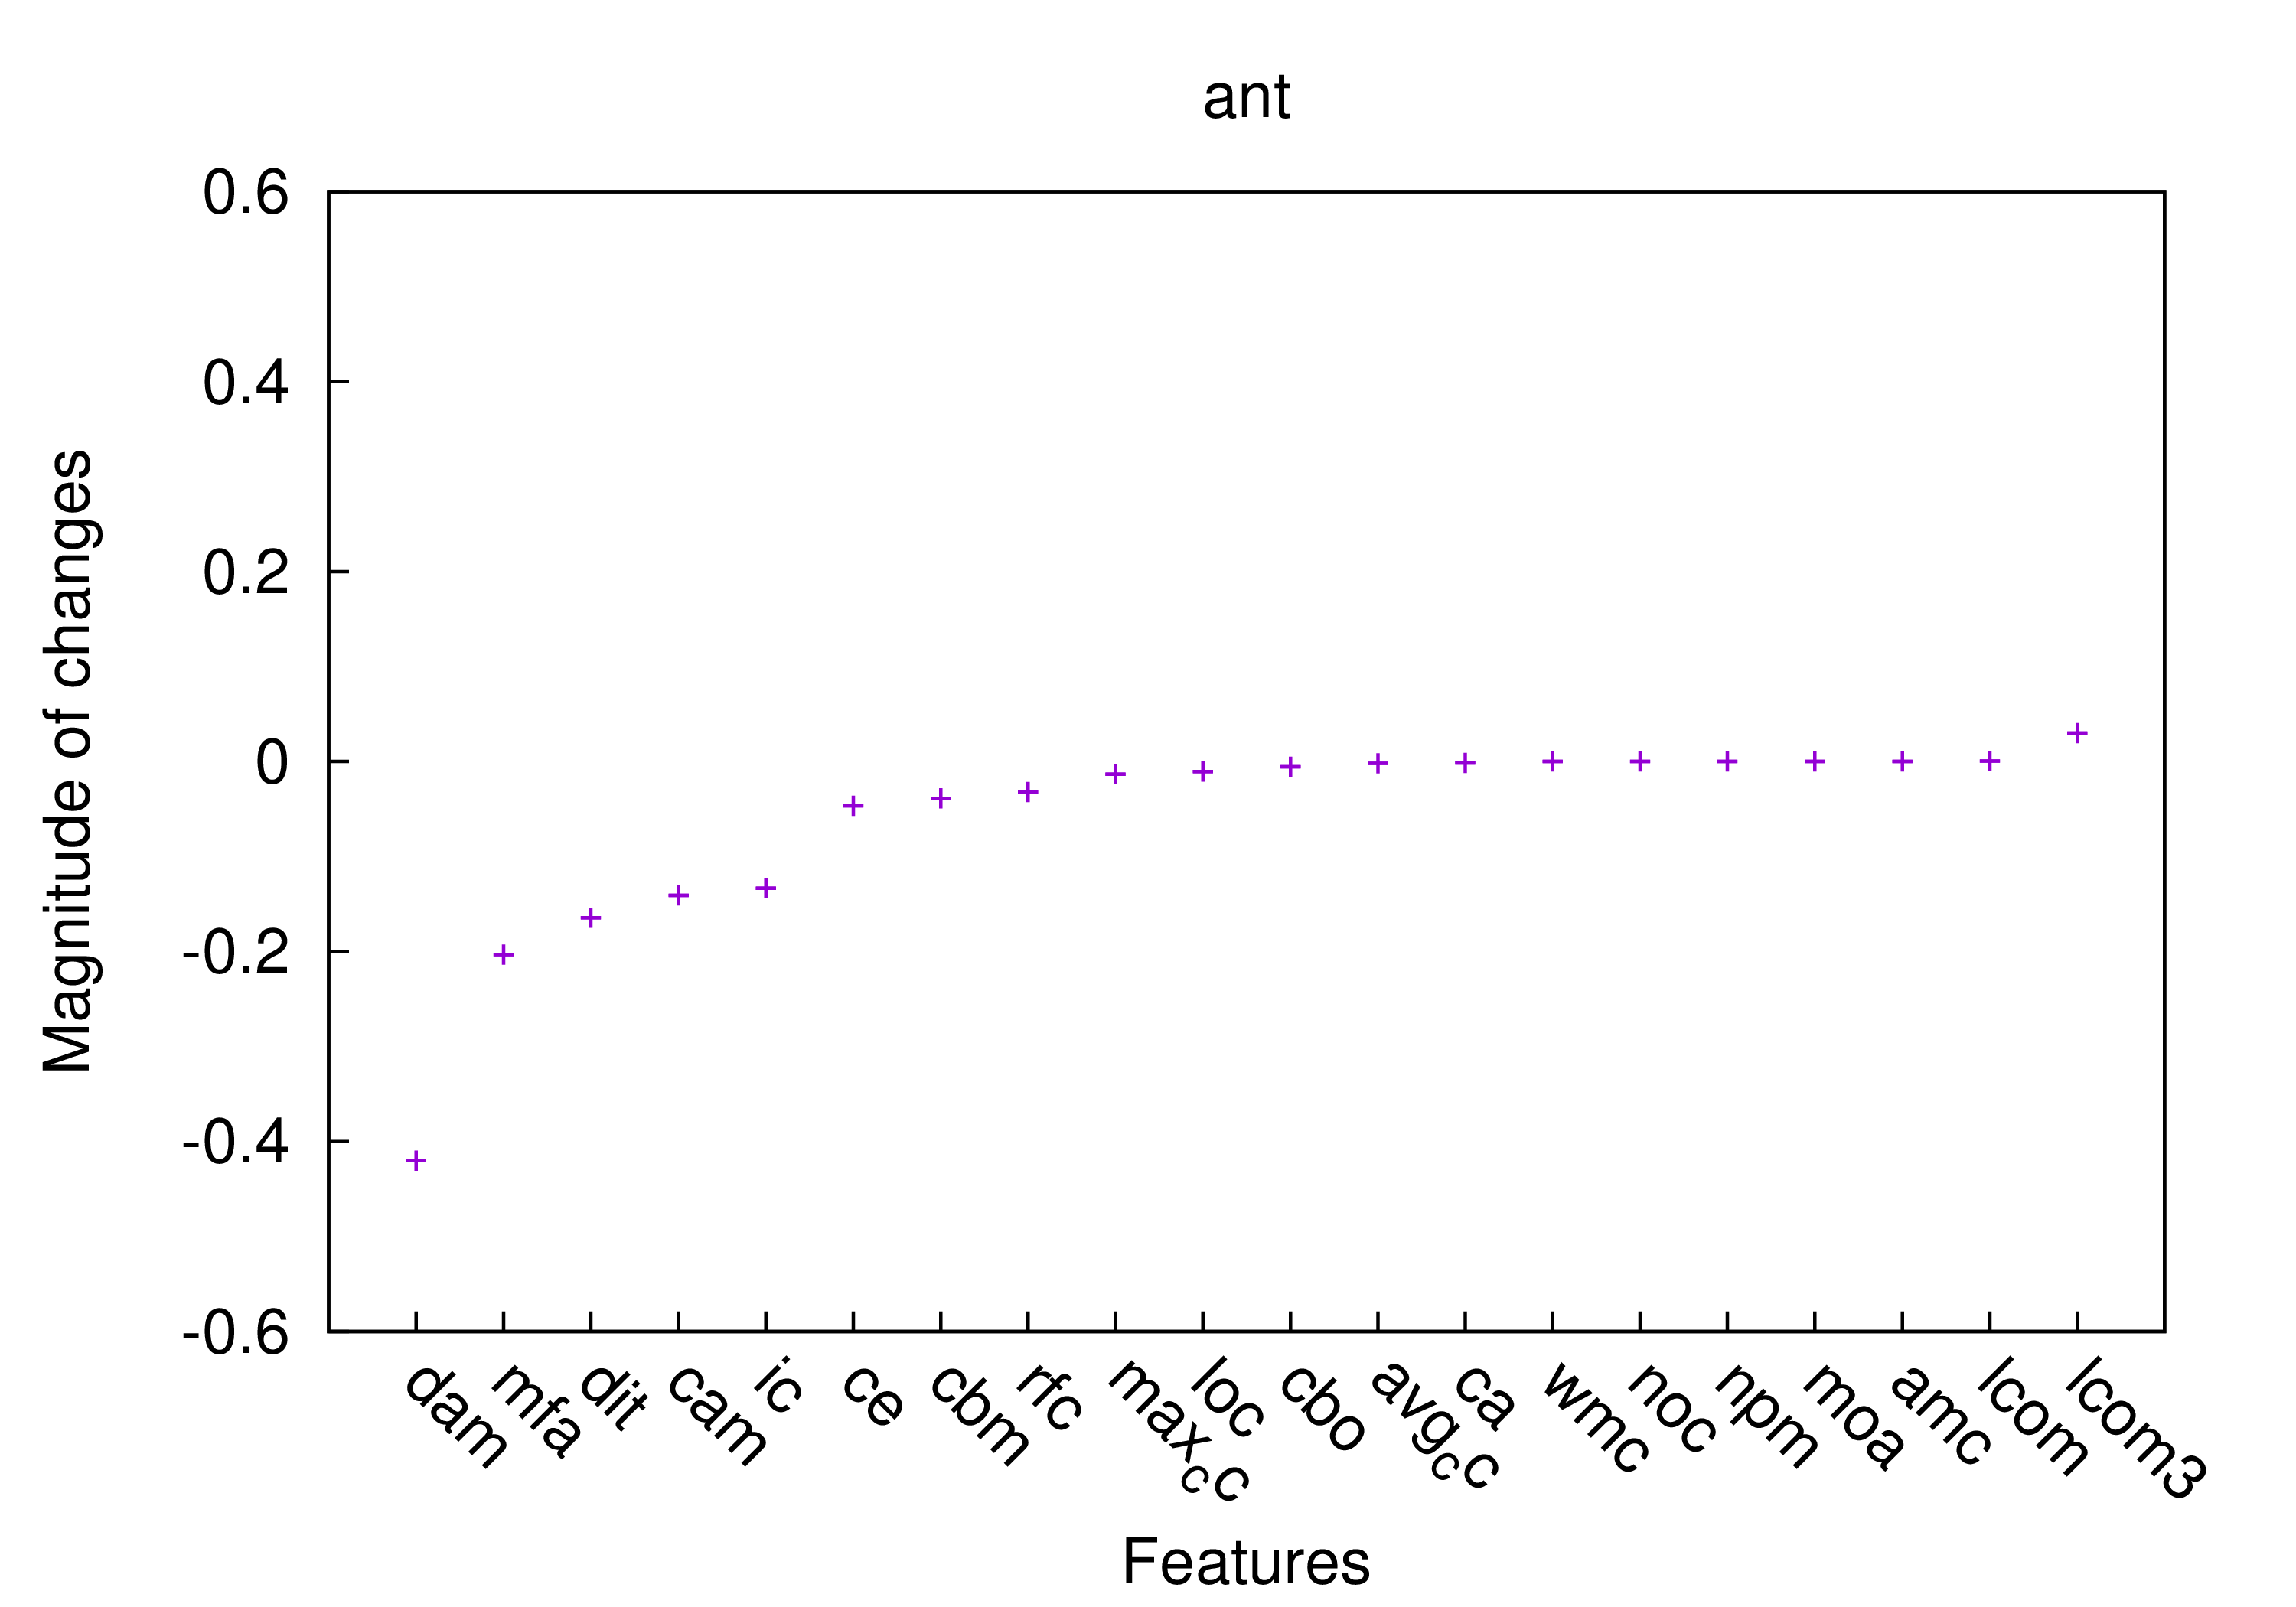 ant
0.6
0.4
0.2
0
-0.2
-0.4
-0.6
Magnitude of changes
dam
mfa
dit
cam
ic
ce
cbm
rfc
max_cc
loc
cbo
avg_cc
ca
wmc
noc
npm
moa
amc
lcom
lcom3
Features